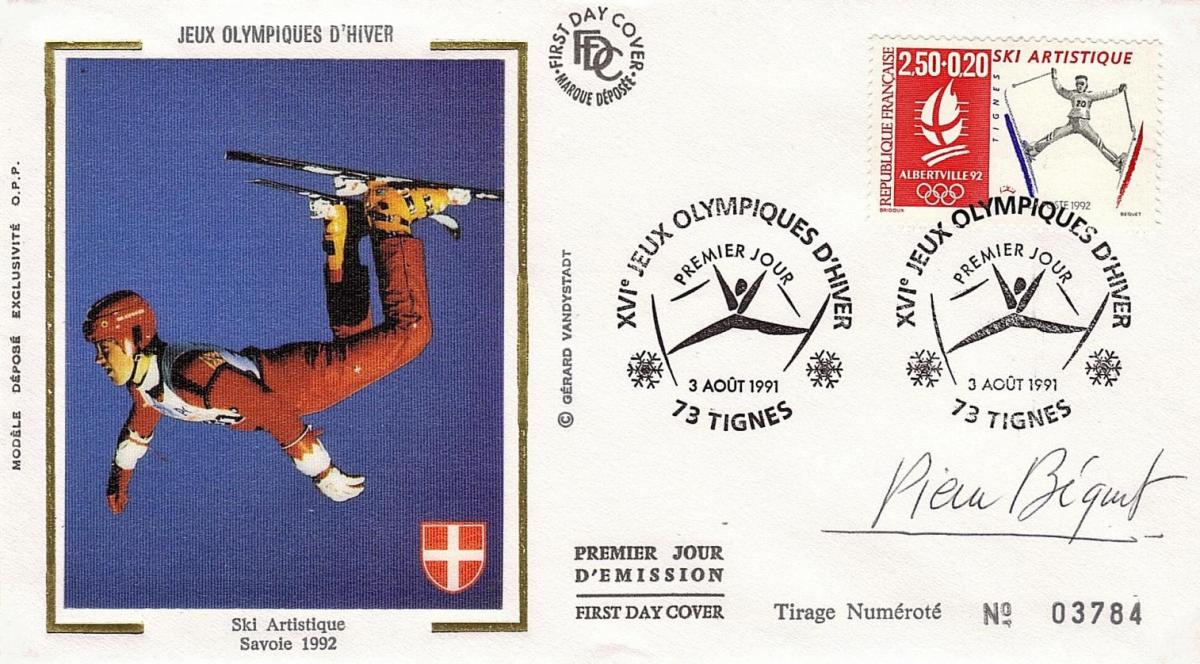 JEUX OLYMPIQUES D'HIVER
MODÈLE DÉPOSÉ EXCLUSIVITÉ O.P.P.
Ski Artistique
Savoie 1992
© GÉRARD VANDYSTADT
FIRST DAY COVER
FDC
MARQUE DÉPOSÉE
2,50+0,20
SKI ARTISTIQUE
REPUBLIQUE FRANÇAISE
TIGNES
ALBERTVILLE 92
1992
BRIDOUX
BEQUET
XVIe JEUX OLYMPIQUES D'HIVER
PREMIER JOUR
3 AOÛT 1991
73 TIGNES
XVIe JEUX OLYMPIQUES D'HIVER
PREMIER JOUR
3 AOÛT 1991
73 TIGNES
Pierre Béquet
PREMIER JOUR
D'EMISSION
FIRST DAY COVER
Tirage Numéroté No 03784